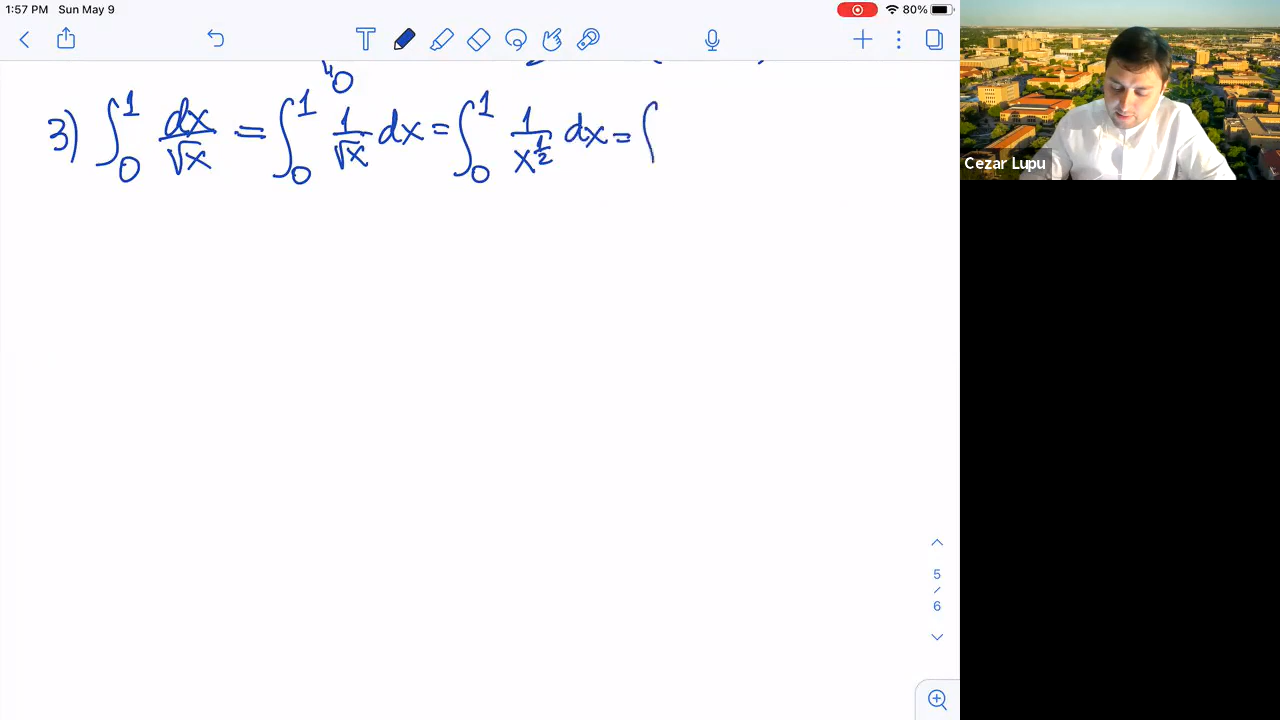 1:57 PM Sun May 9
80%
T
0
3) ∫₀¹ dx/√x = ∫₀¹ 1/√x dx = ∫₀¹ 1/x^(1/2) dx = ∫
Cezar Lupu
5
/
6